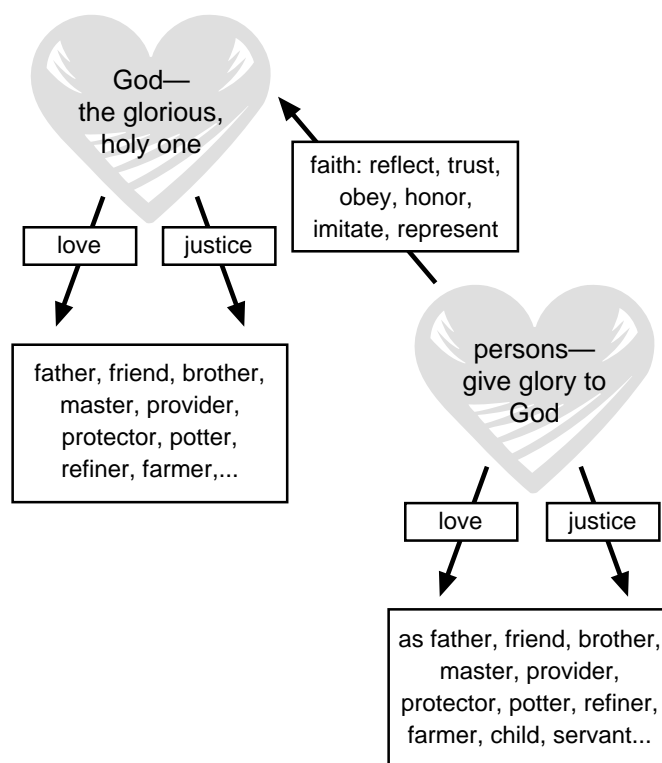 God—
the glorious,
holy one
faith: reflect, trust,
obey, honor,
imitate, represent
love
justice
father, friend, brother,
master, provider,
protector, potter,
refiner, farmer,...
persons—
give glory to
God
love
justice
as father, friend, brother,
master, provider,
protector, potter, refiner,
farmer, child, servant...